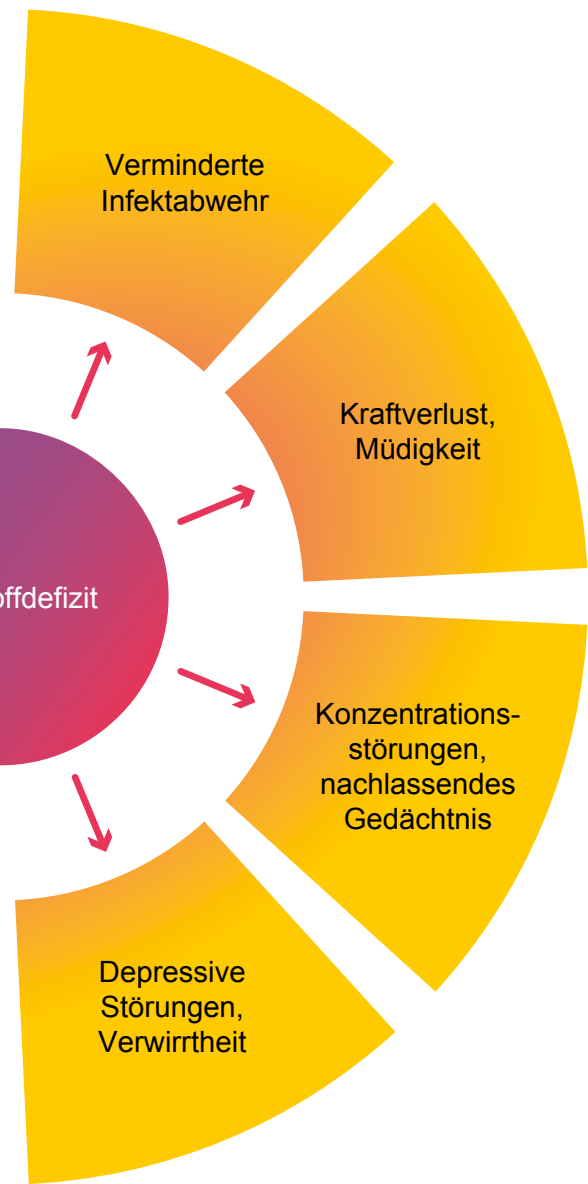 Verminderte
Infektabwehr
Kraftverlust,
Müdigkeit
offdefizit
Konzentrations-
störungen,
nachlassendes
Gedächtnis
Depressive
Störungen,
Verwirrtheit